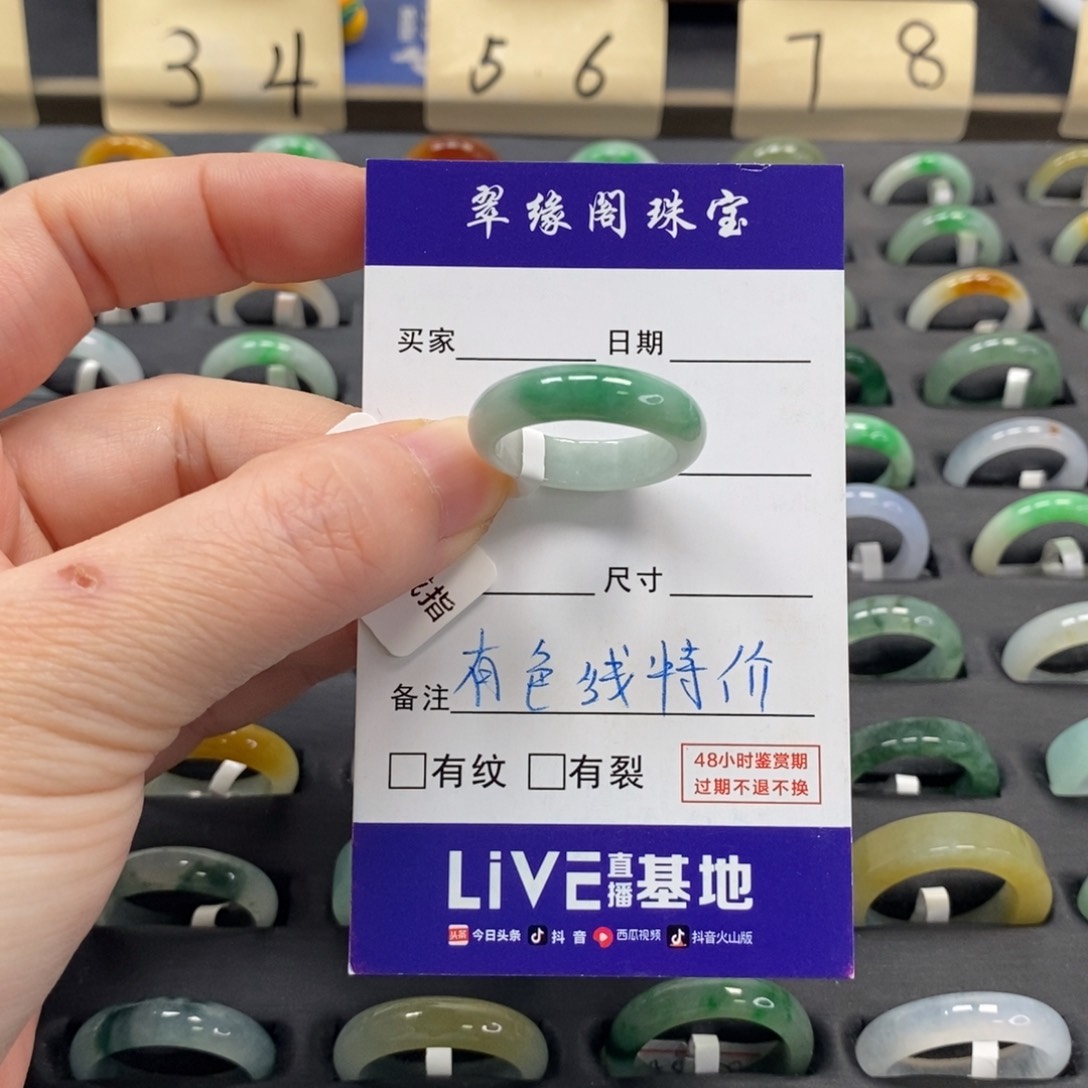 3 4
5 6
7 8
翠缘阁珠宝
买家 日期
尺寸
指
备注 有色线特价
□有纹 □有裂
48小时鉴赏期
过期不退不换
LiVE直播基地
头条 今日头条 抖音 西瓜视频 抖音火山版